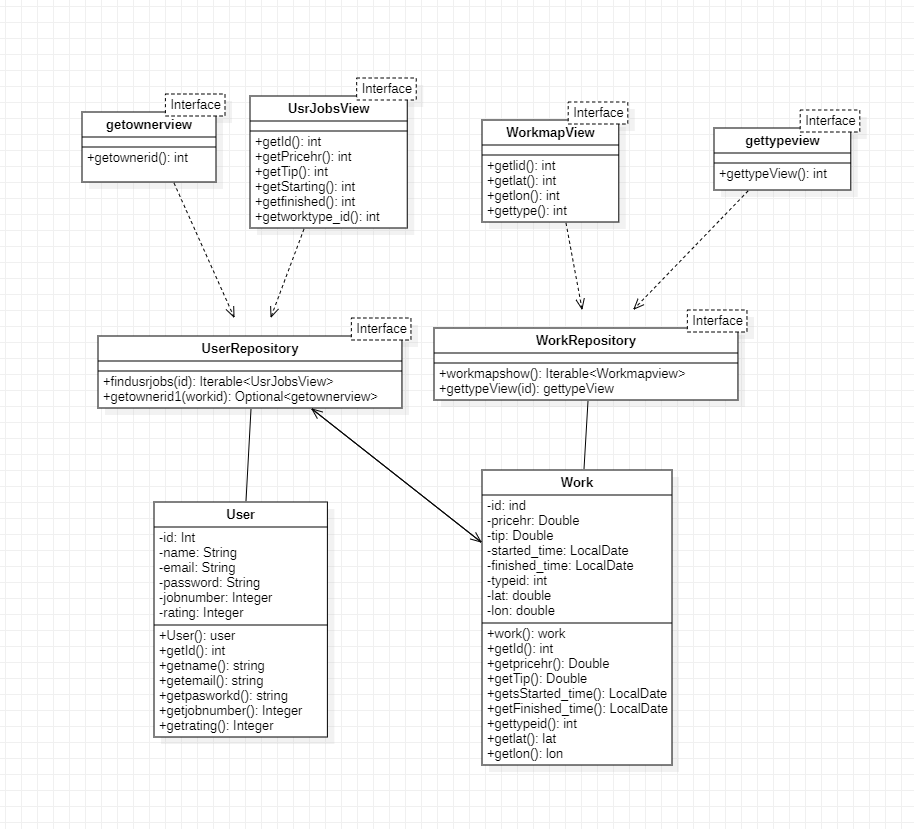 Interface
getownerview
+getownerid(): int
Interface
UsrJobsView
+getId(): int
+getPricehr(): int
+getTip(): int
+getStarting(): int
+getfinished(): int
+getworktype_id(): int
Interface
WorkmapView
+getlid(): int
+getlat(): int
+getlon(): int
+gettype(): int
Interface
gettypeview
+gettypeView(): int
Interface
UserRepository
+findusrjobs(id): Iterable<UsrJobsView>
+getownerid1(workid): Optional<getownerview>
Interface
WorkRepository
+workmapshow(): Iterable<Workmapview>
+gettypeView(id): gettypeView
User
-id: Int
-name: String
-email: String
-password: String
-jobnumber: Integer
-rating: Integer
+User(): user
+getId(): int
+getname(): string
+getemail(): string
+getpasworkd(): string
+getjobnumber(): Integer
+getrating(): Integer
Work
-id: ind
-pricehr: Double
-tip: Double
-started_time: LocalDate
-finished_time: LocalDate
-typeid: int
-lat: double
-lon: double
+work(): work
+getId(): int
+getpricehr(): Double
+getTip(): Double
+getsStarted_time(): LocalDate
+getFinished_time(): LocalDate
+gettypeid(): int
+getlat(): lat
+getlon(): lon